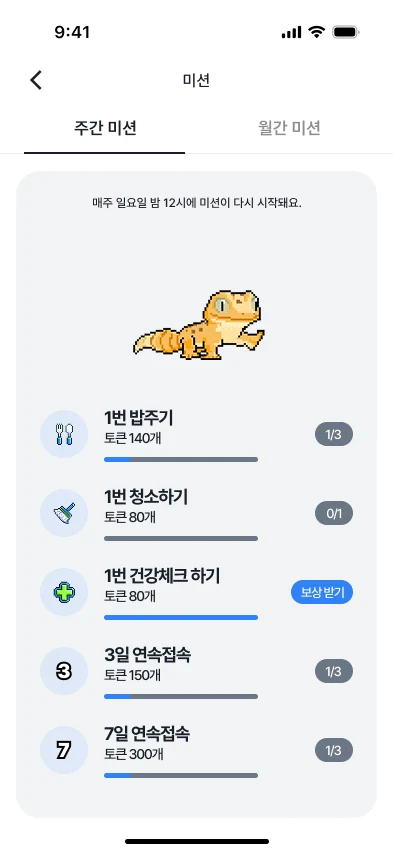 9:41
미션
주간 미션
월간 미션
매주 일요일 밤 12시에 미션이 다시 시작돼요.
1번 밥주기
토큰 140개
1/3
1번 청소하기
토큰 80개
0/1
1번 건강체크 하기
토큰 80개
보상 받기
3
3일 연속접속
토큰 150개
1/3
7
7일 연속접속
토큰 300개
1/3